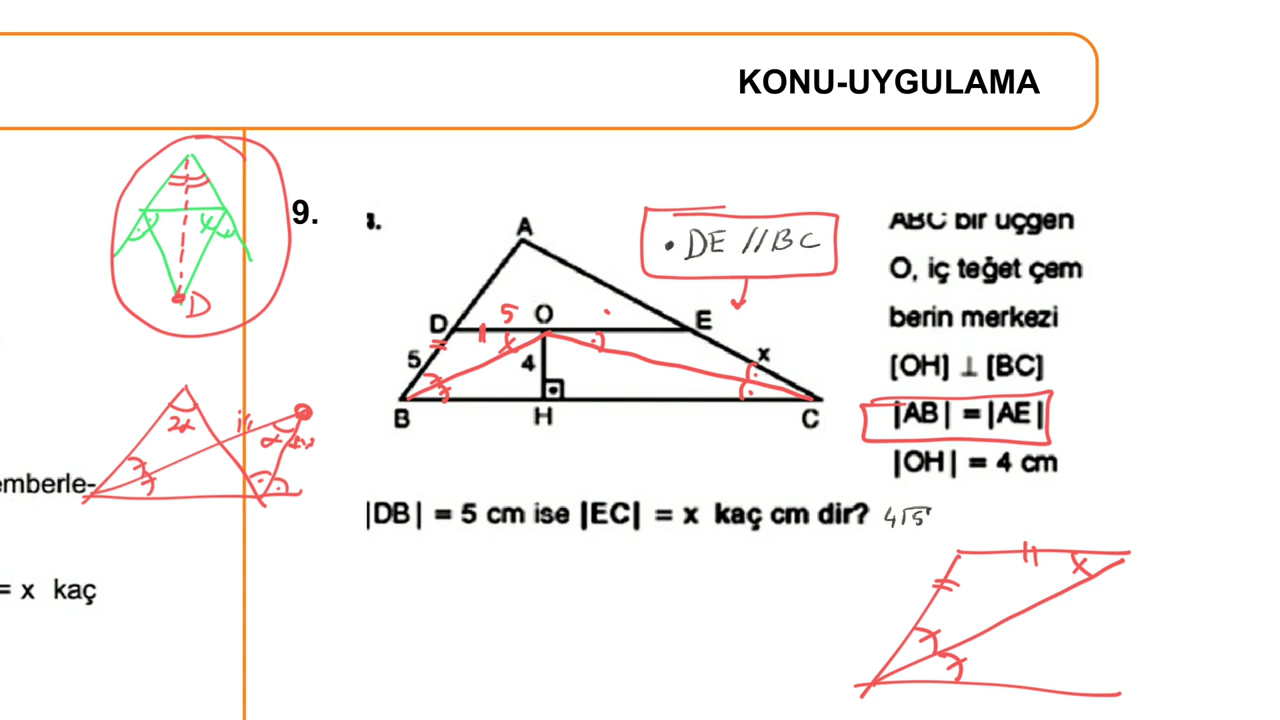 KONU-UYGULAMA
9.
ABC bir üçgen
O, iç teğet çem
berin merkezi
[OH] ⊥ [BC]
|AB| = |AE|
|OH| = 4 cm
• DE // BC
A
D 5 O E
5 4 x
B H C
|DB| = 5 cm ise |EC| = x kaç cm dir? 4√5
D
2α α
emberle-
= x kaç